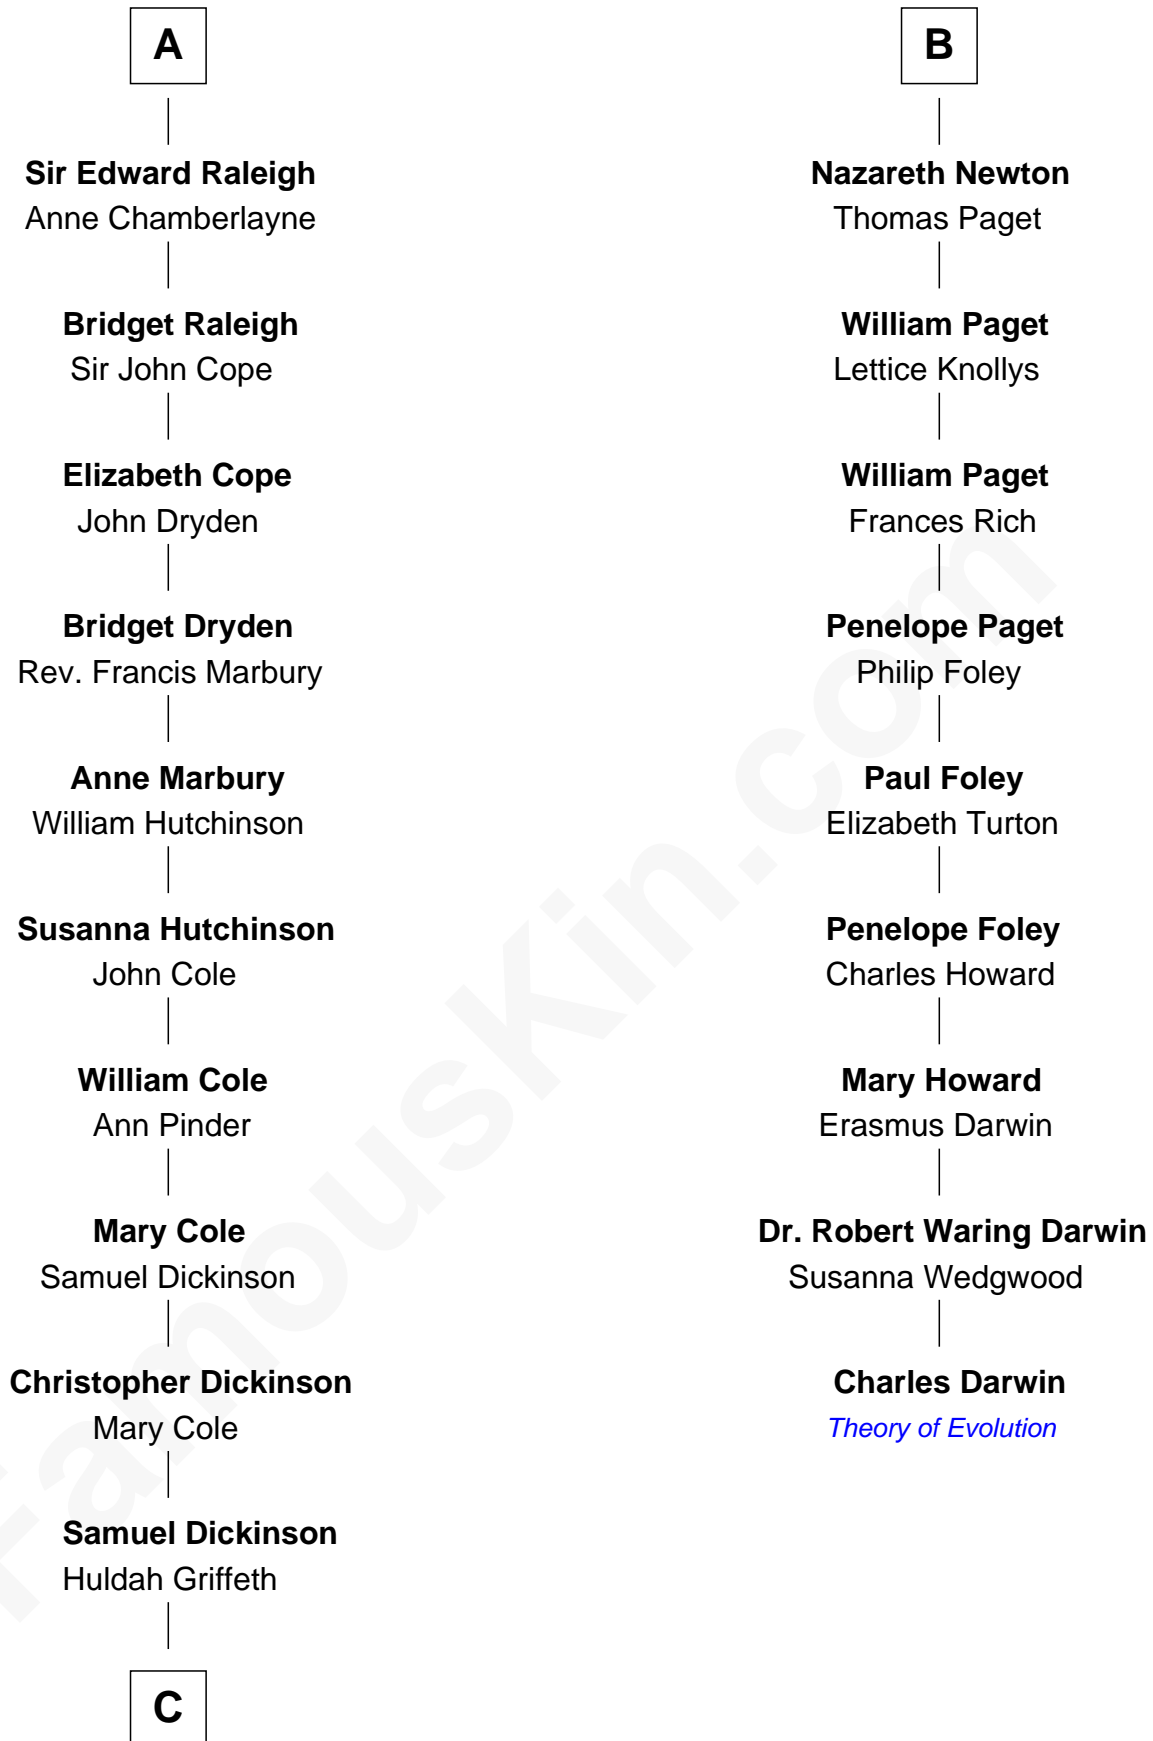 A
Sir Edward Raleigh
Anne Chamberlayne
Bridget Raleigh
Sir John Cope
Elizabeth Cope
John Dryden
Bridget Dryden
Rev. Francis Marbury
Anne Marbury
William Hutchinson
Susanna Hutchinson
John Cole
William Cole
Ann Pinder
Mary Cole
Samuel Dickinson
Christopher Dickinson
Mary Cole
Samuel Dickinson
Huldah Griffeth
C
B
Nazareth Newton
Thomas Paget
William Paget
Lettice Knollys
William Paget
Frances Rich
Penelope Paget
Philip Foley
Paul Foley
Elizabeth Turton
Penelope Foley
Charles Howard
Mary Howard
Erasmus Darwin
Dr. Robert Waring Darwin
Susanna Wedgwood
Charles Darwin
Theory of Evolution
FamousKin.com